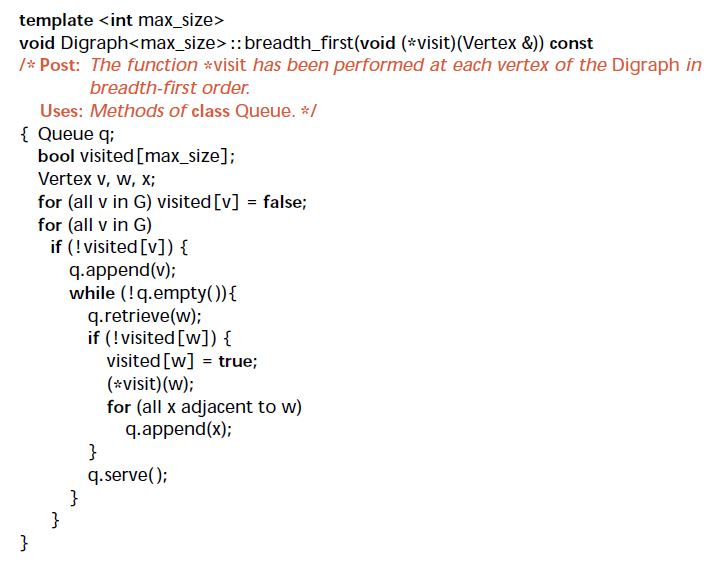 template <int max_size>
void Digraph<max_size> :: breadth_first(void (*visit)(Vertex &)) const
/* Post: The function *visit has been performed at each vertex of the Digraph in
breadth-first order.
Uses: Methods of class Queue. */
{ Queue q;
bool visited[max_size];
Vertex v, w, x;
for (all v in G) visited[v] = false;
for (all v in G)
if (!visited[v]) {
q.append(v);
while (!q.empty()){
q.retrieve(w);
if (!visited[w]) {
visited[w] = true;
(*visit)(w);
for (all x adjacent to w)
q.append(x);
}
q.serve();
}
}
}